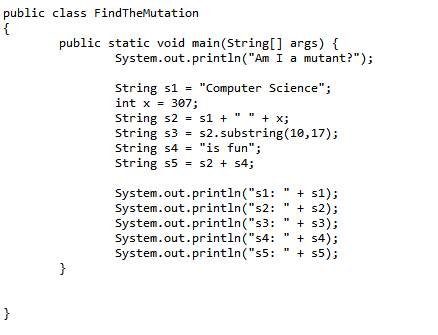 public class FindTheMutation
{
public static void main(String[] args) {
System.out.println("Am I a mutant?");
String s1 = "Computer Science";
int x = 307;
String s2 = s1 + " " + x;
String s3 = s2.substring(10,17);
String s4 = "is fun";
String s5 = s2 + s4;
System.out.println("s1: " + s1);
System.out.println("s2: " + s2);
System.out.println("s3: " + s3);
System.out.println("s4: " + s4);
System.out.println("s5: " + s5);
}
}